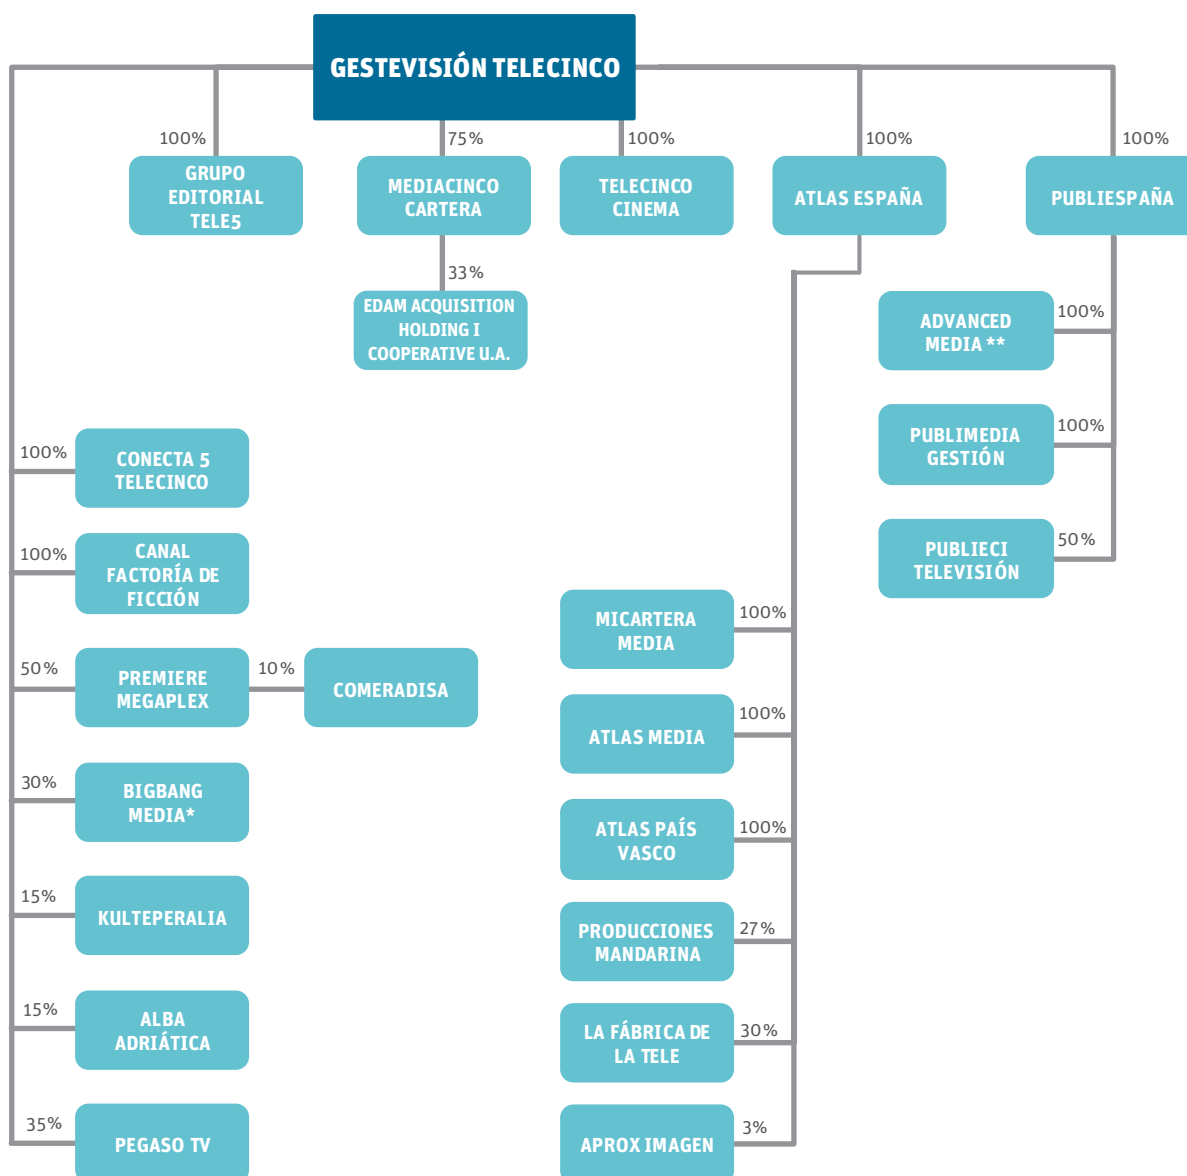 GESTEVISIÓN TELECINCO
100%
75%
100%
100%
100%
GRUPO
EDITORIAL
TELE5
MEDIACINCO
CARTERA
TELECINCO
CINEMA
ATLAS ESPAÑA
PUBLIESPAÑA
33%
EDAM ACQUISITION
HOLDING I
COOPERATIVE U.A.
100%
ADVANCED
MEDIA **
100%
PUBLIMEDIA
GESTIÓN
50%
PUBLIECI
TELEVISIÓN
100%
CONECTA 5
TELECINCO
100%
CANAL
FACTORÍA DE
FICCIÓN
50%
PREMIERE
MEGAPLEX
10%
COMERADISA
30%
BIGBANG
MEDIA*
15%
KULTEPERALIA
15%
ALBA
ADRIÁTICA
35%
PEGASO TV
MICARTERA
MEDIA
100%
ATLAS MEDIA
100%
ATLAS PAÍS
VASCO
100%
PRODUCCIONES
MANDARINA
27%
LA FÁBRICA DE
LA TELE
30%
APROX IMAGEN
3%